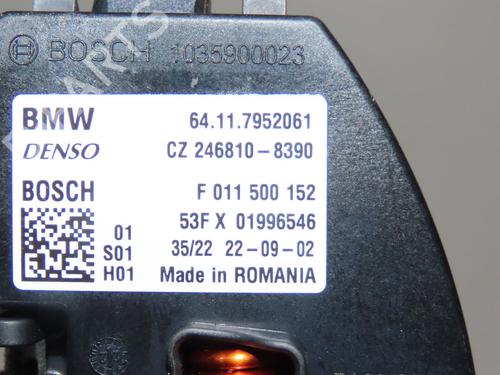 BOSCH 1035900023
PARTS
BMW 64.11.7952061
DENSO CZ 246810-8390
BOSCH F 011 500 152
53F X 01996546
01
S01 35/22 22-09-02
H01 Made in ROMANIA